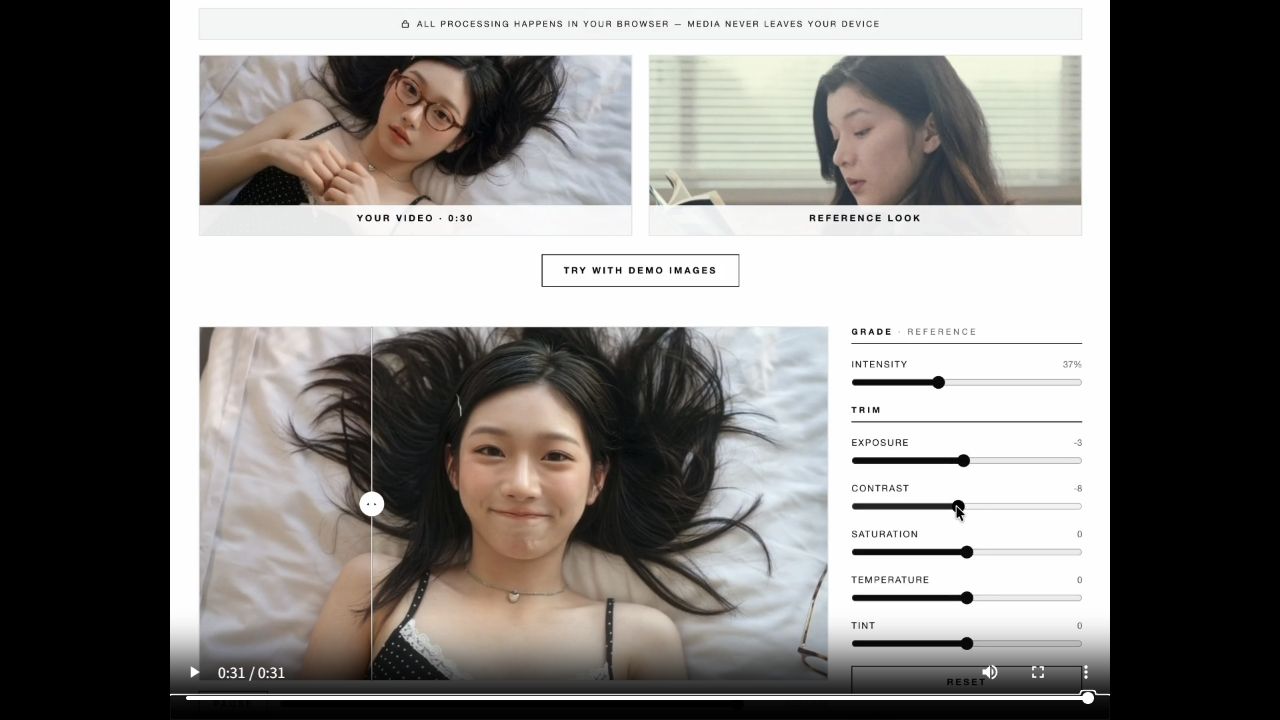 ALL PROCESSING HAPPENS IN YOUR BROWSER — MEDIA NEVER LEAVES YOUR DEVICE
YOUR VIDEO · 0:30
REFERENCE LOOK
TRY WITH DEMO IMAGES
GRADE · REFERENCE
INTENSITY 37%
TRIM
EXPOSURE -3
CONTRAST -8
SATURATION 0
TEMPERATURE 0
TINT 0
RESET
0:31 / 0:31
PAUSE